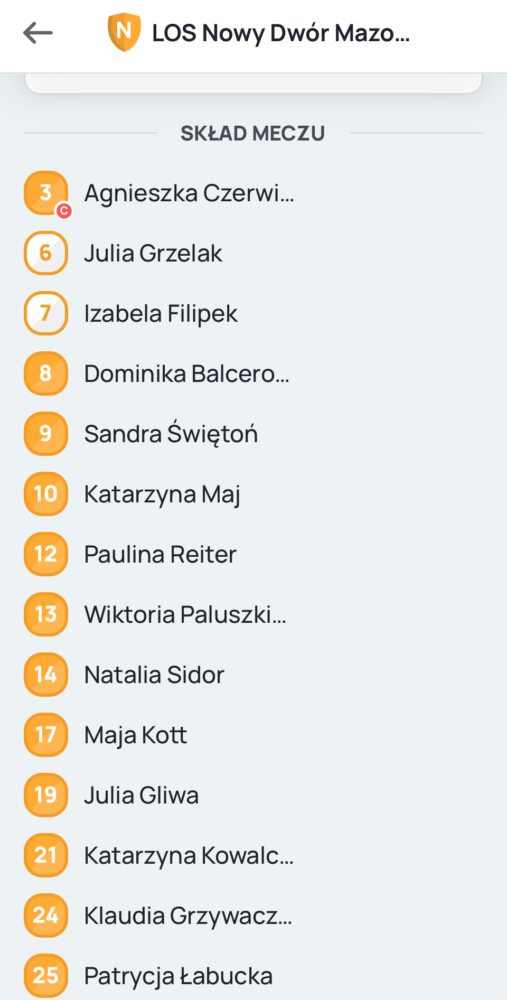 N LOS Nowy Dwór Mazo...
SKŁAD MECZU
3 C Agnieszka Czerwi...
6 Julia Grzelak
7 Izabela Filipek
8 Dominika Balcero...
9 Sandra Świętoń
10 Katarzyna Maj
12 Paulina Reiter
13 Wiktoria Paluszki...
14 Natalia Sidor
17 Maja Kott
19 Julia Gliwa
21 Katarzyna Kowalc...
24 Klaudia Grzywacz...
25 Patrycja Łabucka